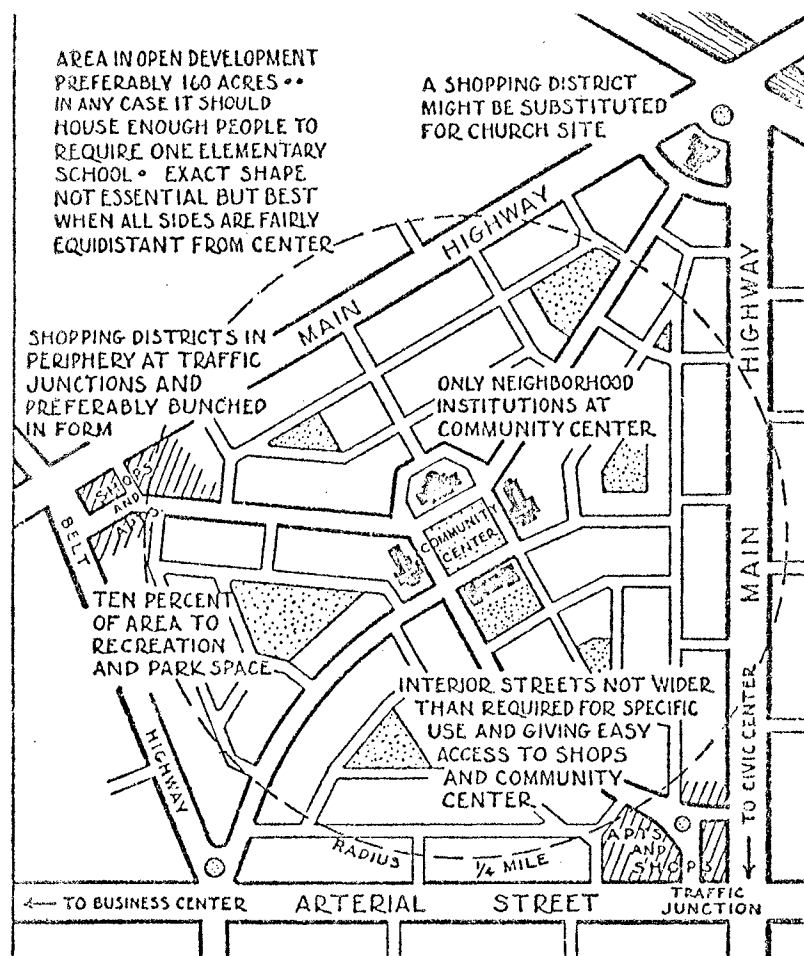 AREA IN OPEN DEVELOPMENT
PREFERABLY 160 ACRES ••
IN ANY CASE IT SHOULD
HOUSE ENOUGH PEOPLE TO
REQUIRE ONE ELEMENTARY
SCHOOL • EXACT SHAPE
NOT ESSENTIAL BUT BEST
WHEN ALL SIDES ARE FAIRLY
EQUIDISTANT FROM CENTER
A SHOPPING DISTRICT
MIGHT BE SUBSTITUTED
FOR CHURCH SITE
MAIN HIGHWAY
SHOPPING DISTRICTS IN
PERIPHERY AT TRAFFIC
JUNCTIONS AND
PREFERABLY BUNCHED
IN FORM
ONLY NEIGHBORHOOD
INSTITUTIONS AT
COMMUNITY CENTER
SHOPS
AND
APTS
BELT
HIGHWAY
COMMUNITY
CENTER
MAIN HIGHWAY
TEN PERCENT
OF AREA TO
RECREATION
AND PARK SPACE
INTERIOR STREETS NOT WIDER
THAN REQUIRED FOR SPECIFIC
USE AND GIVING EASY
ACCESS TO SHOPS
AND COMMUNITY
CENTER
TO CIVIC CENTER
RADIUS 1/4 MILE
APTS
AND
SHOPS
TO BUSINESS CENTER
ARTERIAL STREET
TRAFFIC
JUNCTION